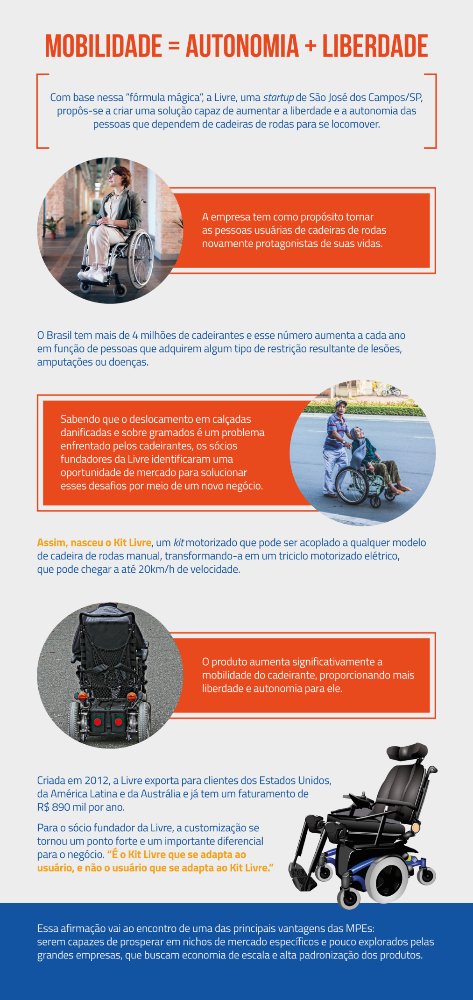 MOBILIDADE = AUTONOMIA + LIBERDADE
Com base nessa “fórmula mágica”, a Livre, uma startup de São José dos Campos/SP,
propôs-se a criar uma solução capaz de aumentar a liberdade e a autonomia das
pessoas que dependem de cadeiras de rodas para se locomover.
A empresa tem como propósito tornar
as pessoas usuárias de cadeiras de rodas
novamente protagonistas de suas vidas.
O Brasil tem mais de 4 milhões de cadeirantes e esse número aumenta a cada ano
em função de pessoas que adquirem algum tipo de restrição resultante de lesões,
amputações ou doenças.
Sabendo que o deslocamento em calçadas
danificadas e sobre gramados é um problema
enfrentado pelos cadeirantes, os sócios
fundadores da Livre identificaram uma
oportunidade de mercado para solucionar
esses desafios por meio de um novo negócio.
Assim, nasceu o Kit Livre, um kit motorizado que pode ser acoplado a qualquer modelo
de cadeira de rodas manual, transformando-a em um triciclo motorizado elétrico,
que pode chegar a até 20km/h de velocidade.
O produto aumenta significativamente a
mobilidade do cadeirante, proporcionando mais
liberdade e autonomia para ele.
Criada em 2012, a Livre exporta para clientes dos Estados Unidos,
da América Latina e da Austrália e já tem um faturamento de
R$ 890 mil por ano.
Para o sócio fundador da Livre, a customização se
tornou um ponto forte e um importante diferencial
para o negócio. “É o Kit Livre que se adapta ao
usuário, e não o usuário que se adapta ao Kit Livre.”
Essa afirmação vai ao encontro de uma das principais vantagens das MPEs:
serem capazes de prosperar em nichos de mercado específicos e pouco explorados pelas
grandes empresas, que buscam economia de escala e alta padronização dos produtos.